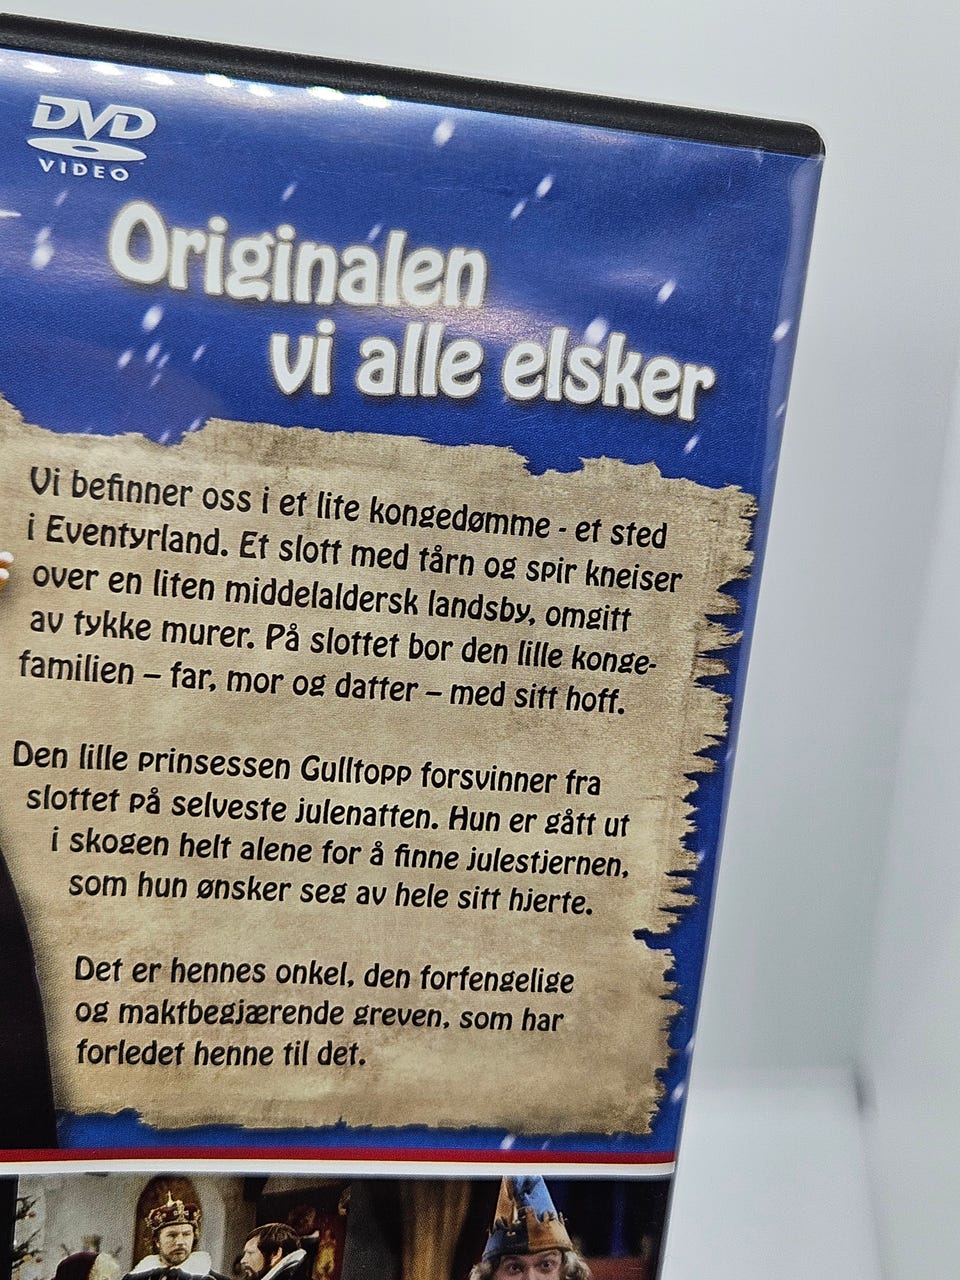 DVD
VIDEO
Originalen
vi alle elsker
Vi befinner oss i et lite kongedømme - et sted
i Eventyrland. Et slott med tårn og spir kneiser
over en liten middelaldersk landsby, omgitt
av tykke murer. På slottet bor den lille konge-
familien – far, mor og datter – med sitt hoff.
Den lille prinsessen Gulltopp forsvinner fra
slottet på selveste julenatten. Hun er gått ut
i skogen helt alene for å finne julestjernen,
som hun ønsker seg av hele sitt hjerte.
Det er hennes onkel, den forfengelige
og maktbegjærende greven, som har
forledet henne til det.